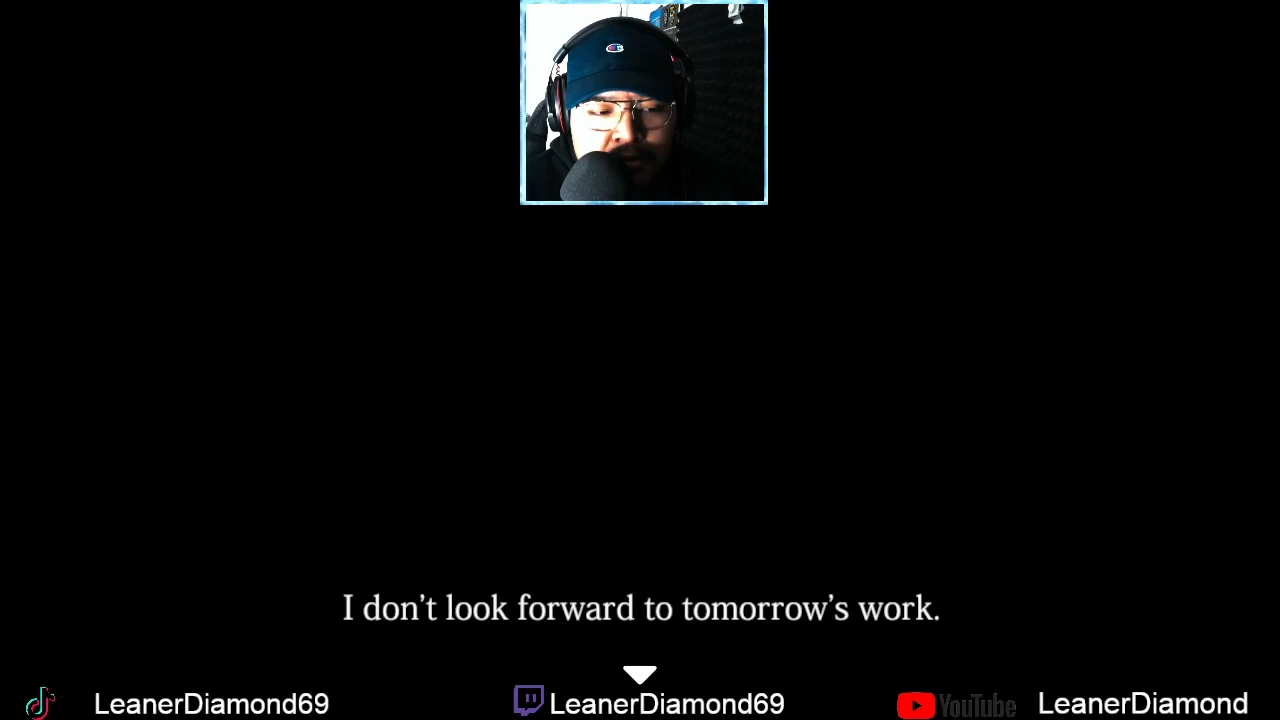 I don’t look forward to tomorrow’s work.
LeanerDiamond69
LeanerDiamond69
YouTube
LeanerDiamond